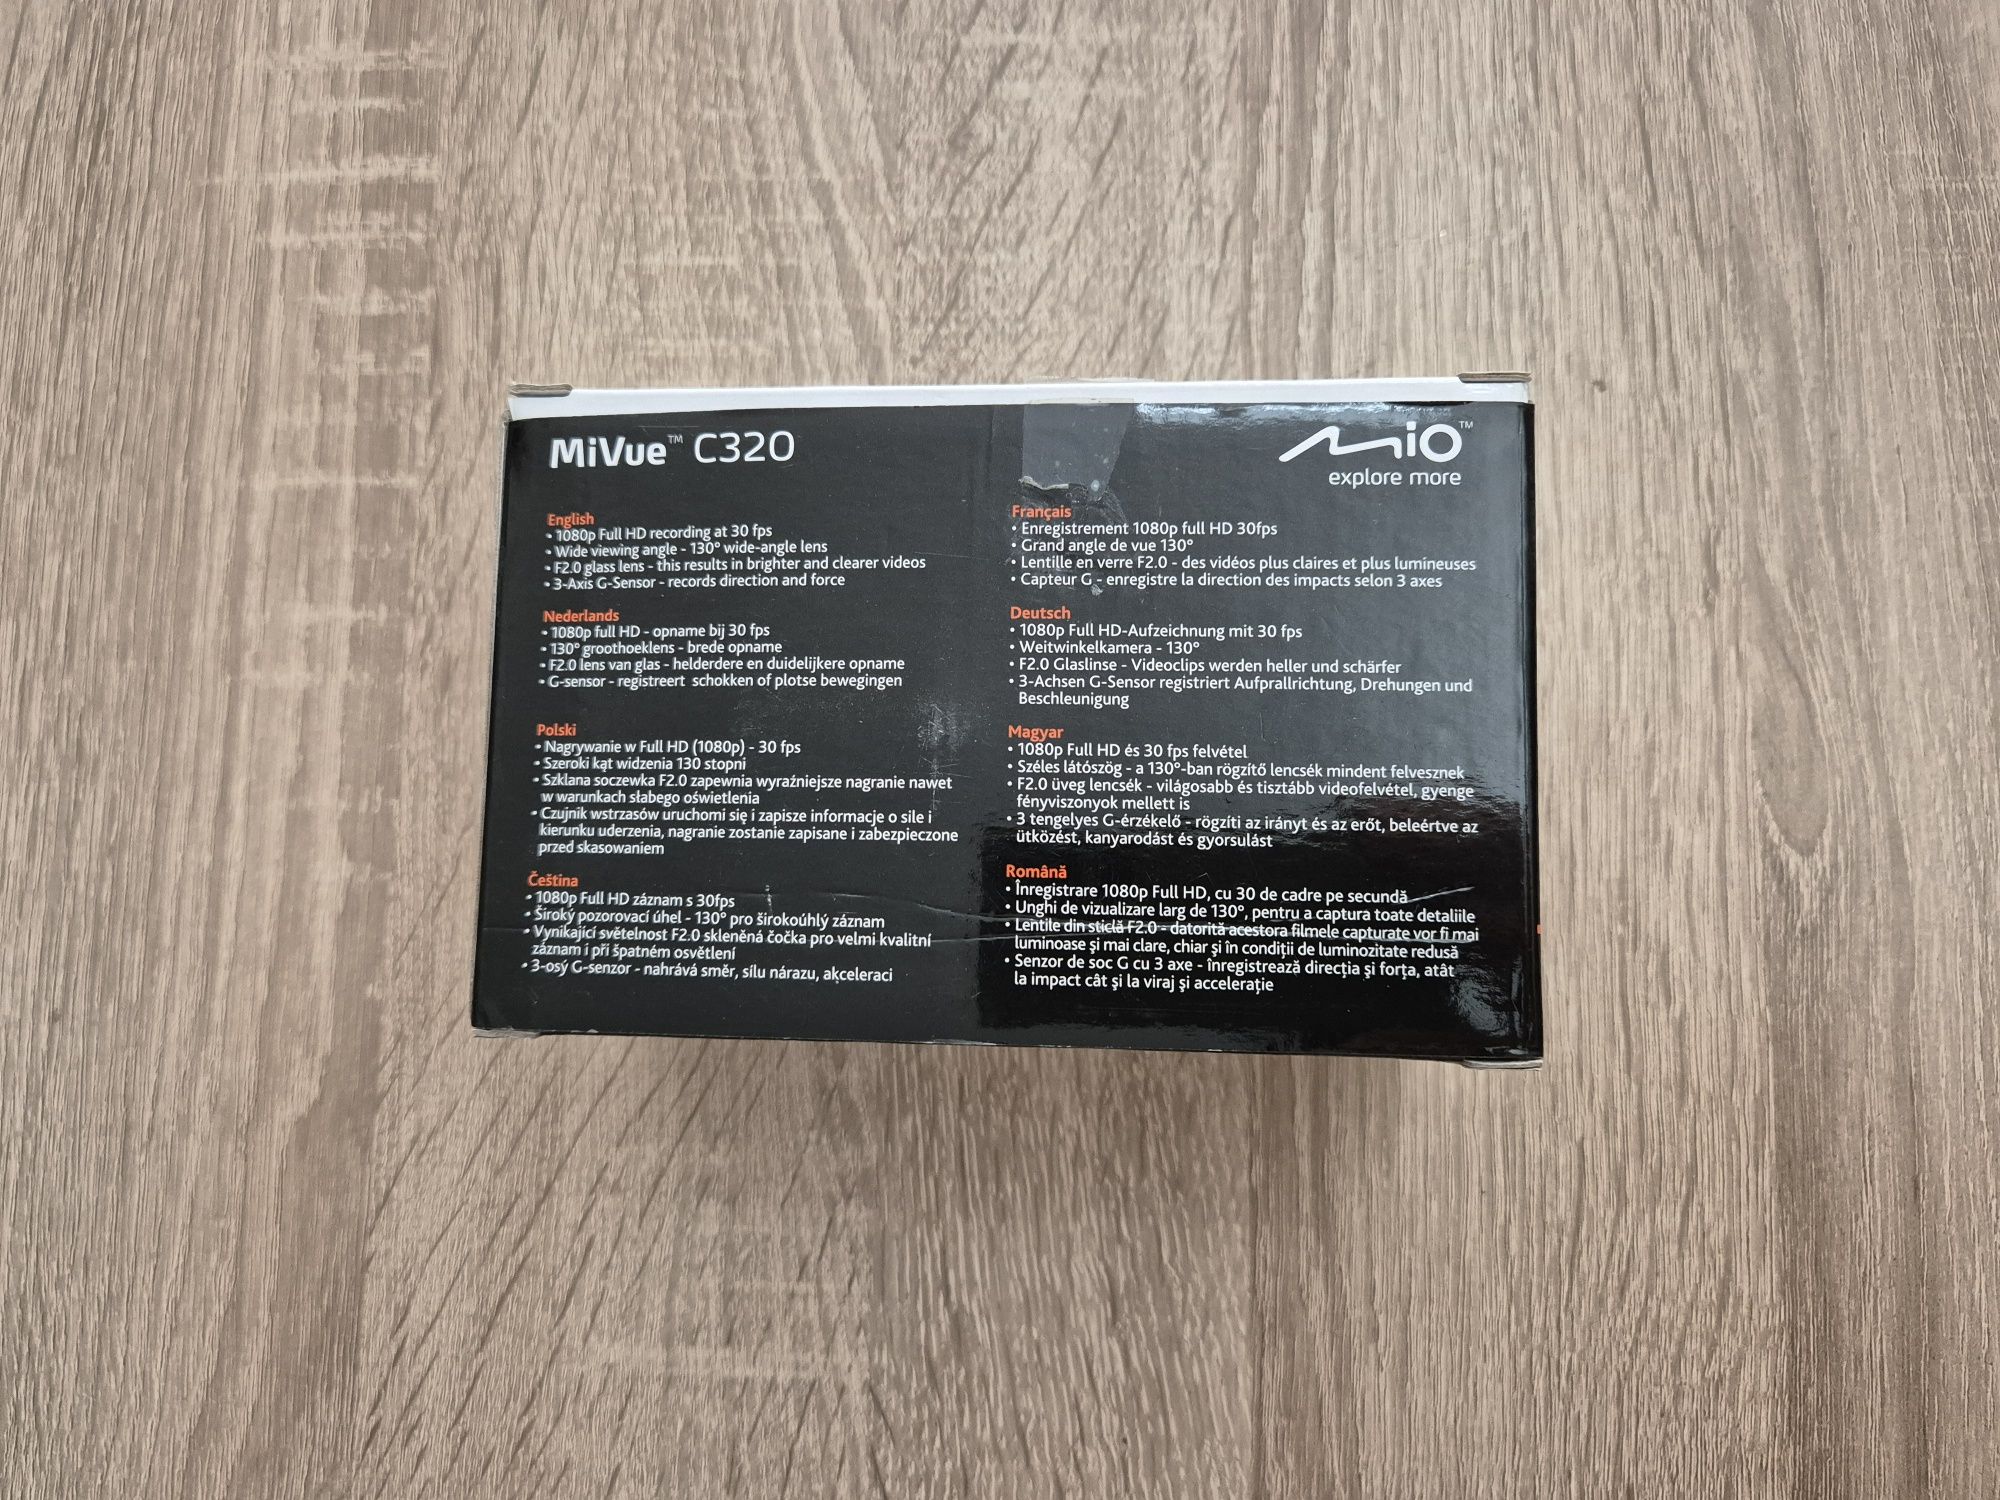 MiVue™ C320
MiO™
explore more
English
• 1080p Full HD recording at 30 fps
• Wide viewing angle - 130° wide-angle lens
• F2.0 glass lens - this results in brighter and clearer videos
• 3-Axis G-Sensor - records direction and force
Nederlands
• 1080p full HD - opname bij 30 fps
• 130° groothoeklens - brede opname
• F2.0 lens van glas - helderdere en duidelijkere opname
• G-sensor - registreert schokken of plotse bewegingen
Polski
• Nagrywanie w Full HD (1080p) - 30 fps
• Szeroki kąt widzenia 130 stopni
• Szklana soczewka F2.0 zapewnia wyraźniejsze nagranie nawet
w warunkach słabego oświetlenia
• Czujnik wstrzasów uruchomi się i zapisze informacje o sile i
kierunku uderzenia, nagranie zostanie zapisane i zabezpieczone
przed skasowaniem
Čeština
• 1080p Full HD záznam s 30fps
• Široký pozorovací úhel - 130° pro širokoúhlý záznam
• Vynikající světelnost F2.0 skleněná čočka pro velmi kvalitní
záznam i při špatném osvětlení
• 3-osý G-senzor - nahrává směr, sílu nárazu, akceleraci
Français
• Enregistrement 1080p full HD 30fps
• Grand angle de vue 130°
• Lentille en verre F2.0 - des vidéos plus claires et plus lumineuses
• Capteur G - enregistre la direction des impacts selon 3 axes
Deutsch
• 1080p Full HD-Aufzeichnung mit 30 fps
• Weitwinkelkamera - 130°
• F2.0 Glaslinse - Videoclips werden heller und schärfer
• 3-Achsen G-Sensor registriert Aufprallrichtung, Drehungen und
Beschleunigung
Magyar
• 1080p Full HD és 30 fps felvétel
• Széles látószög - a 130°-ban rögzítő lencsék mindent felvesznek
• F2.0 üveg lencsék - világosabb és tisztább videofelvétel, gyenge
fényviszonyok mellett is
• 3 tengelyes G-érzékelő - rögzíti az irányt és az erőt, beleértve az
ütközést, kanyarodást és gyorsulást
Română
• Înregistrare 1080p Full HD, cu 30 de cadre pe secundă
• Unghi de vizualizare larg de 130°, pentru a captura toate detaliile
• Lentile din sticlă F2.0 - datorită acestora filmele capturate vor fi mai
luminoase şi mai clare, chiar şi în condiţii de luminozitate redusă
• Senzor de soc G cu 3 axe - înregistrează direcţia şi forţa, atât
la impact cât şi la viraj şi acceleraţie